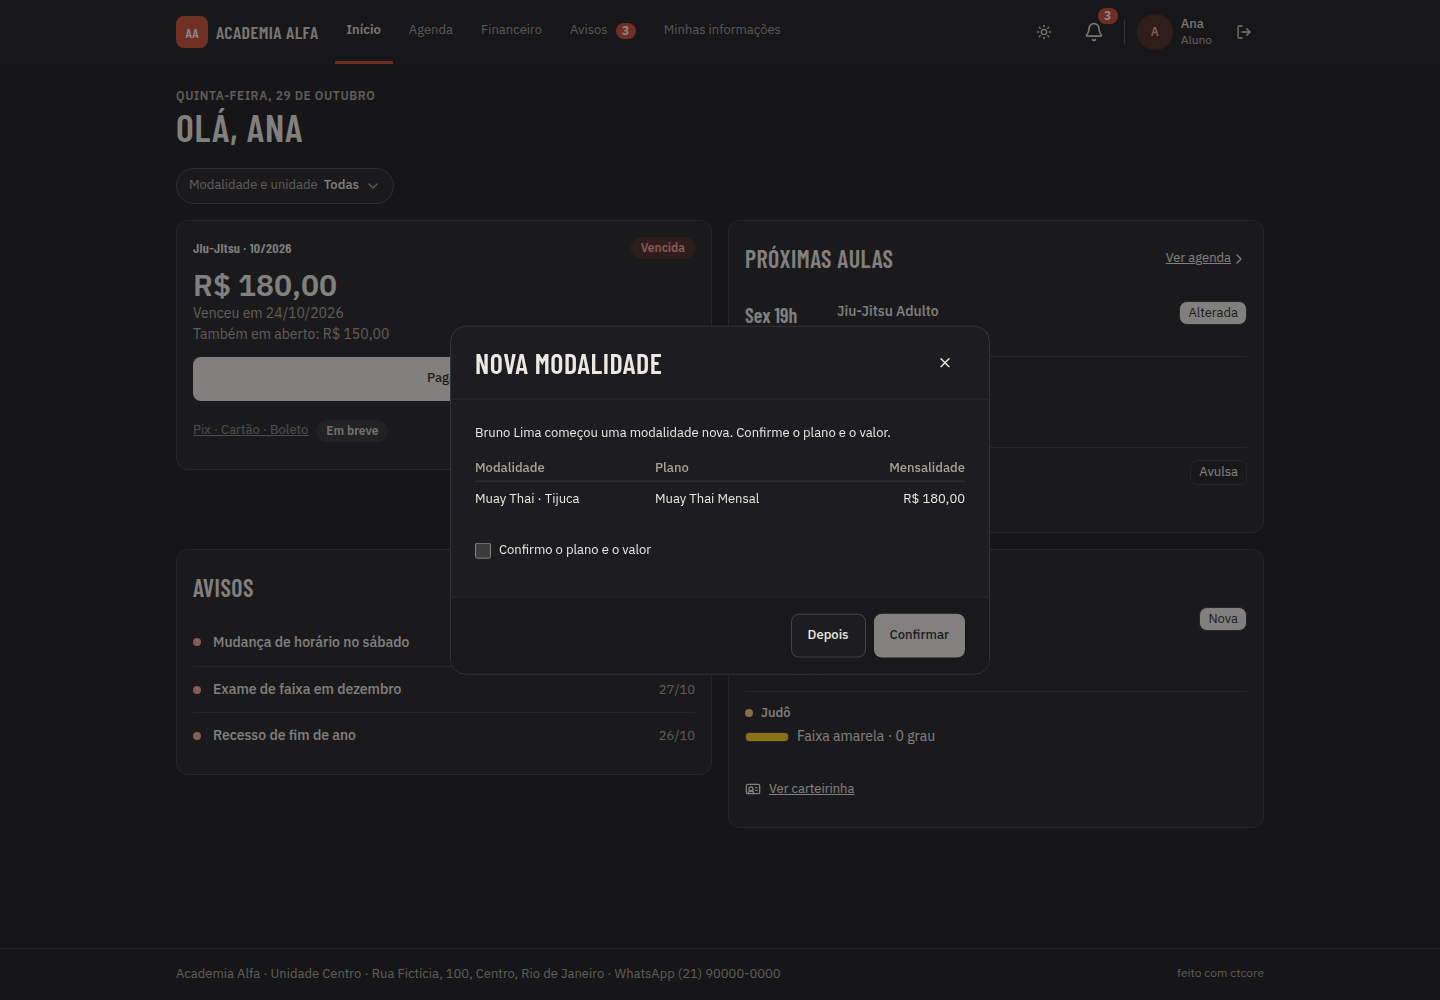 AA ACADEMIA ALFA Início Agenda Financeiro Avisos 3 Minhas informações 3 A Ana
Aluno
QUINTA-FEIRA, 29 DE OUTUBRO
OLÁ, ANA
Modalidade e unidade Todas
Jiu-Jitsu · 10/2026 Vencida
R$ 180,00
Venceu em 24/10/2026
Também em aberto: R$ 150,00
Pix · Cartão · Boleto Em breve
PRÓXIMAS AULAS Ver agenda
Sex 19h Jiu-Jitsu Adulto Alterada
Avulsa
NOVA MODALIDADE
Bruno Lima começou uma modalidade nova. Confirme o plano e o valor.
Modalidade Plano Mensalidade
Muay Thai · Tijuca Muay Thai Mensal R$ 180,00
Confirmo o plano e o valor
Depois Confirmar
AVISOS
Mudança de horário no sábado
Exame de faixa em dezembro 27/10
Recesso de fim de ano 26/10
Nova
Judô
Faixa amarela · 0 grau
Ver carteirinha
Academia Alfa · Unidade Centro · Rua Fictícia, 100, Centro, Rio de Janeiro · WhatsApp (21) 90000-0000 feito com ctcore